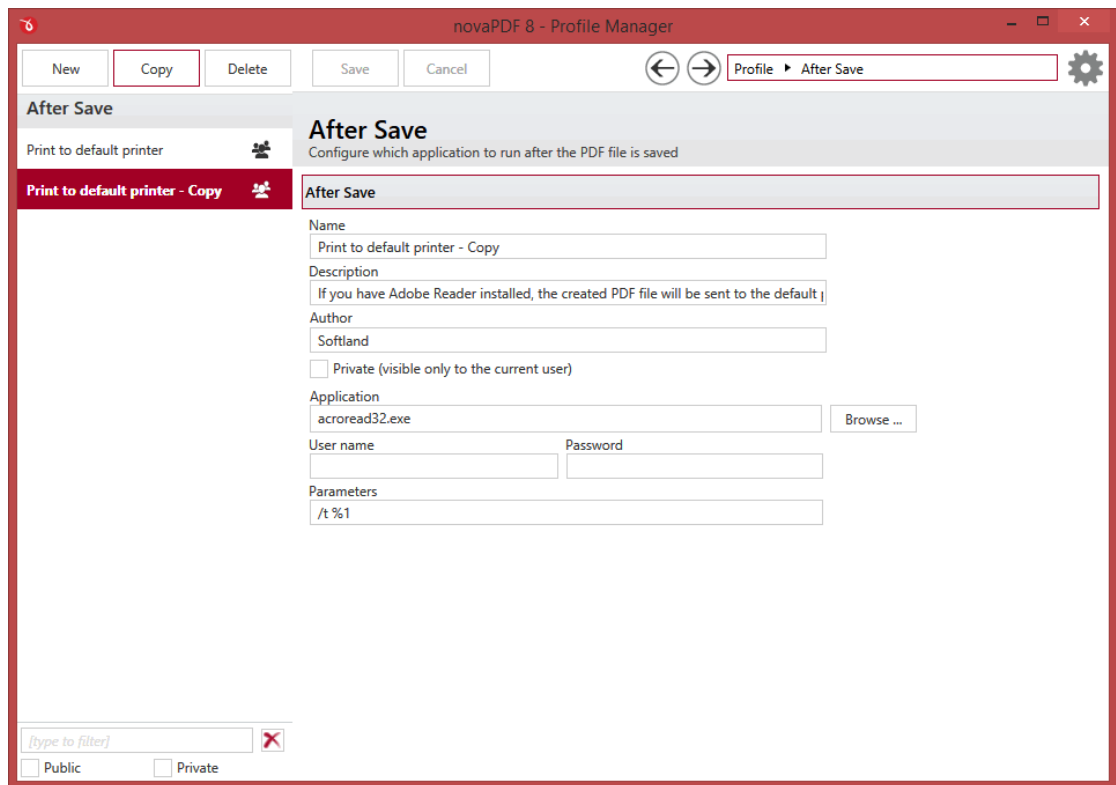 novaPDF 8 - Profile Manager
New Copy Delete Save Cancel Profile After Save
After Save
Print to default printer
Print to default printer - Copy
After Save
Configure which application to run after the PDF file is saved
After Save
Name
Print to default printer - Copy
Description
If you have Adobe Reader installed, the created PDF file will be sent to the default
Author
Softland
Private (visible only to the current user)
Application
acroread32.exe Browse ...
User name Password
Parameters
/t %1
[type to filter]
Public Private